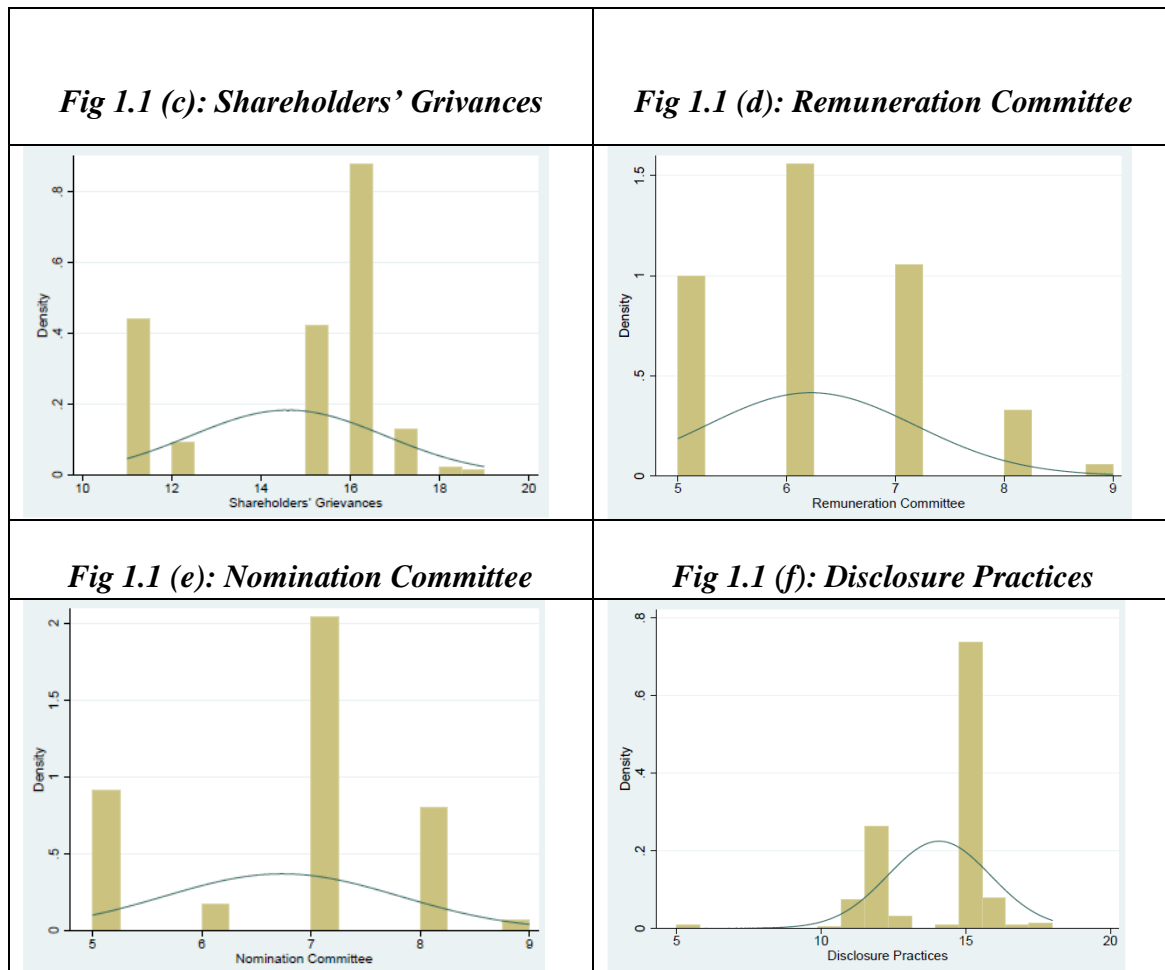 Fig 1.1 (c): Shareholders' Grivances
Fig 1.1 (d): Remuneration Committee
Density
0 .2 .4 .6 .8
10 12 14 16 18 20
Shareholders' Grievances
Density
0 .5 1 1.5
5 6 7 8 9
Remuneration Committee
Fig 1.1 (e): Nomination Committee
Fig 1.1 (f): Disclosure Practices
Density
0 .5 1 1.5 2
5 6 7 8 9
Nomination Committee
Density
0 .2 .4 .6 .8
5 10 15 20
Disclosure Practices